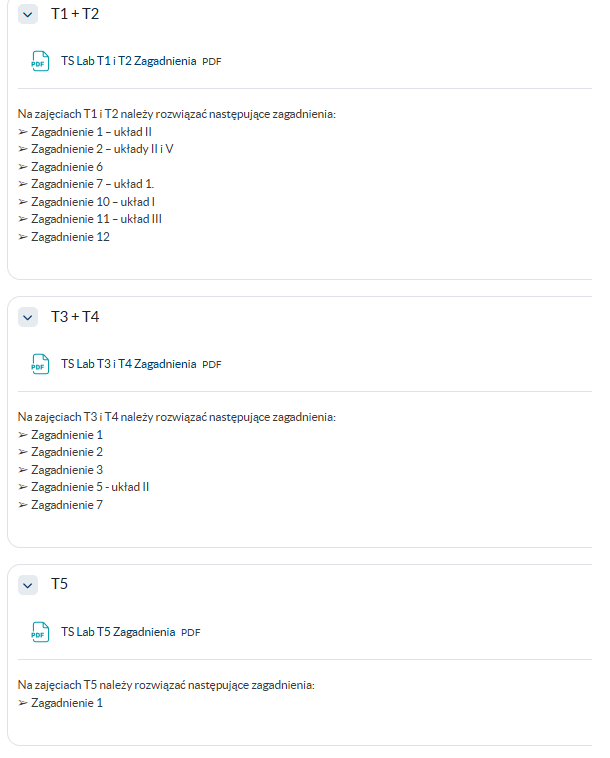 T1 + T2
PDF TS Lab T1 i T2 Zagadnienia PDF
Na zajęciach T1 i T2 należy rozwiązać następujące zagadnienia:
➢ Zagadnienie 1 – układ II
➢ Zagadnienie 2 – układy II i V
➢ Zagadnienie 6
➢ Zagadnienie 7 – układ 1.
➢ Zagadnienie 10 – układ I
➢ Zagadnienie 11 – układ III
➢ Zagadnienie 12
T3 + T4
PDF TS Lab T3 i T4 Zagadnienia PDF
Na zajęciach T3 i T4 należy rozwiązać następujące zagadnienia:
➢ Zagadnienie 1
➢ Zagadnienie 2
➢ Zagadnienie 3
➢ Zagadnienie 5 - układ II
➢ Zagadnienie 7
T5
PDF TS Lab T5 Zagadnienia PDF
Na zajęciach T5 należy rozwiązać następujące zagadnienia:
➢ Zagadnienie 1